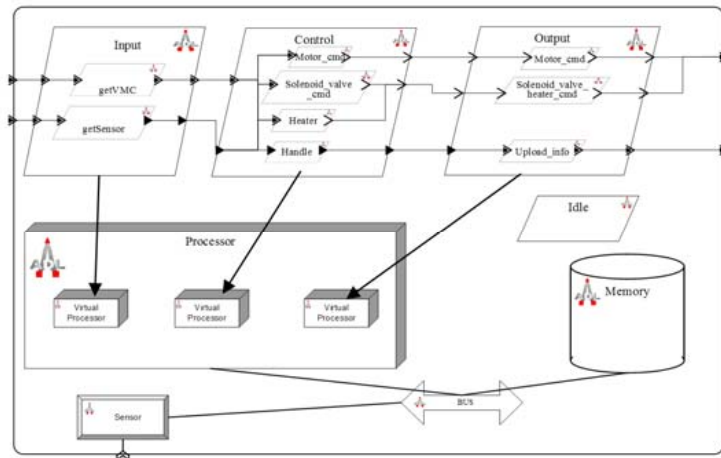 Input
Control
Output
Motor_cmd
Motor_cmd
getVMC
Solenoid_valve
_cmd
Solenoid_valve_
heater_cmd
Heater
getSensor
Handle
Upload_info
Idle
Processor
ADL
Memory
Virtual
Processor
Virtual
Processor
Virtual
Processor
Sensor
BUS